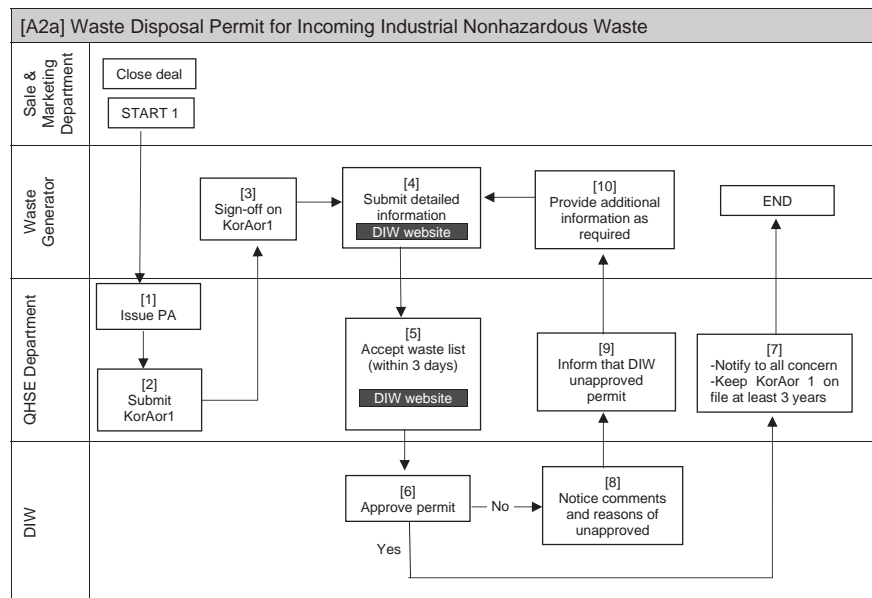 [A2a] Waste Disposal Permit for Incoming Industrial Nonhazardous Waste
Sale &
Marketing
Department
Close deal
START 1
Waste
Generator
[3]
Sign-off on
KorAor1
[4]
Submit detailed
information
DIW website
[10]
Provide additional
information as
required
END
QHSE Department
[1]
Issue PA
[2]
Submit
KorAor1
[5]
Accept waste list
(within 3 days)
DIW website
[9]
Inform that DIW
unapproved
permit
[7]
-Notify to all concern
-Keep KorAor 1 on
file at least 3 years
DIW
[6]
Approve permit
No
[8]
Notice comments
and reasons of
unapproved
Yes